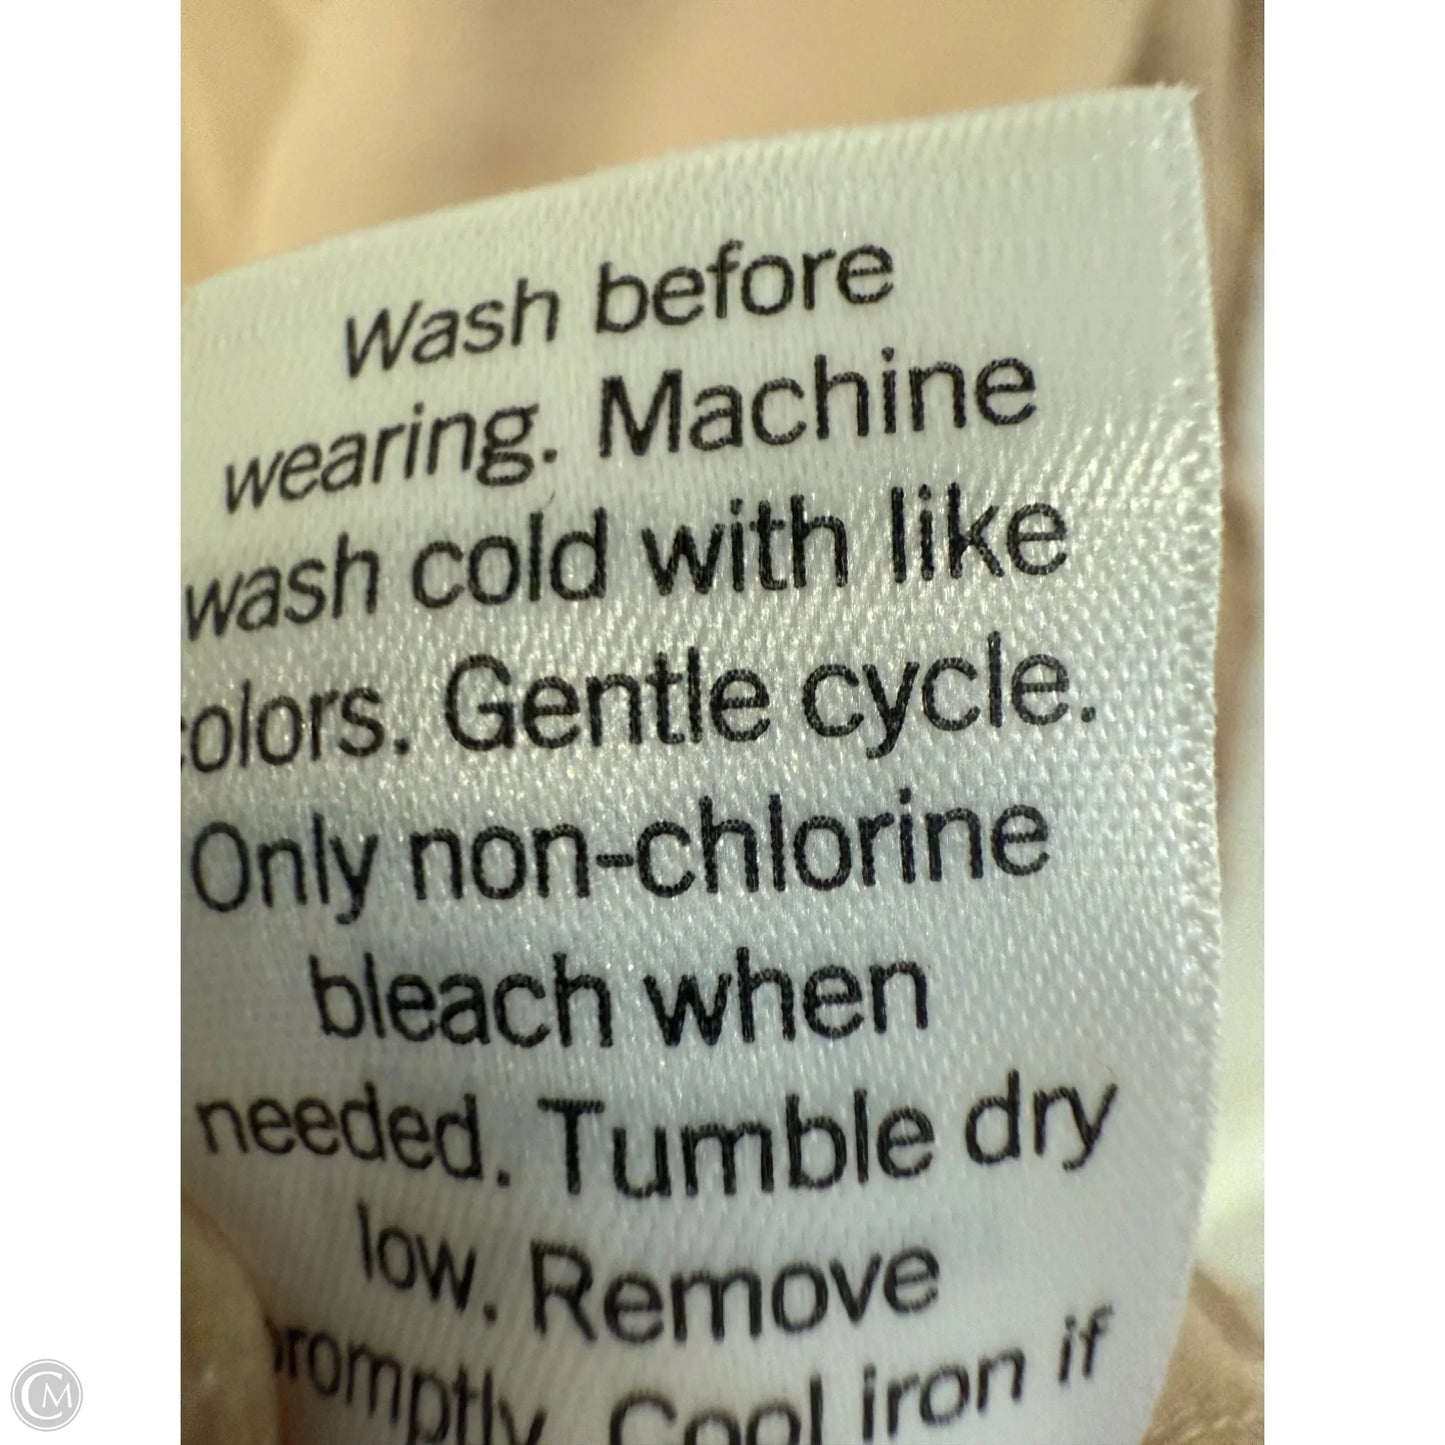 Wash before
wearing. Machine
wash cold with like
colors. Gentle cycle.
Only non-chlorine
bleach when
needed. Tumble dry
low. Remove
promptly. Cool iron if
CM